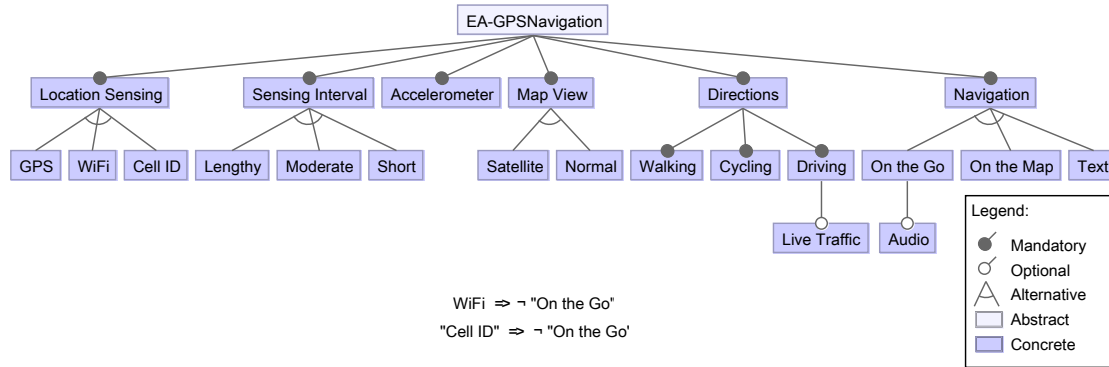 EA-GPSNavigation
Location Sensing Sensing Interval Accelerometer Map View Directions Navigation
GPS WiFi Cell ID Lengthy Moderate Short Satellite Normal Walking Cycling Driving On the Go On the Map Text
Live Traffic Audio
Legend:
Mandatory
Optional
Alternative
Abstract
Concrete
WiFi => ¬ "On the Go"
"Cell ID" => ¬ "On the Go'